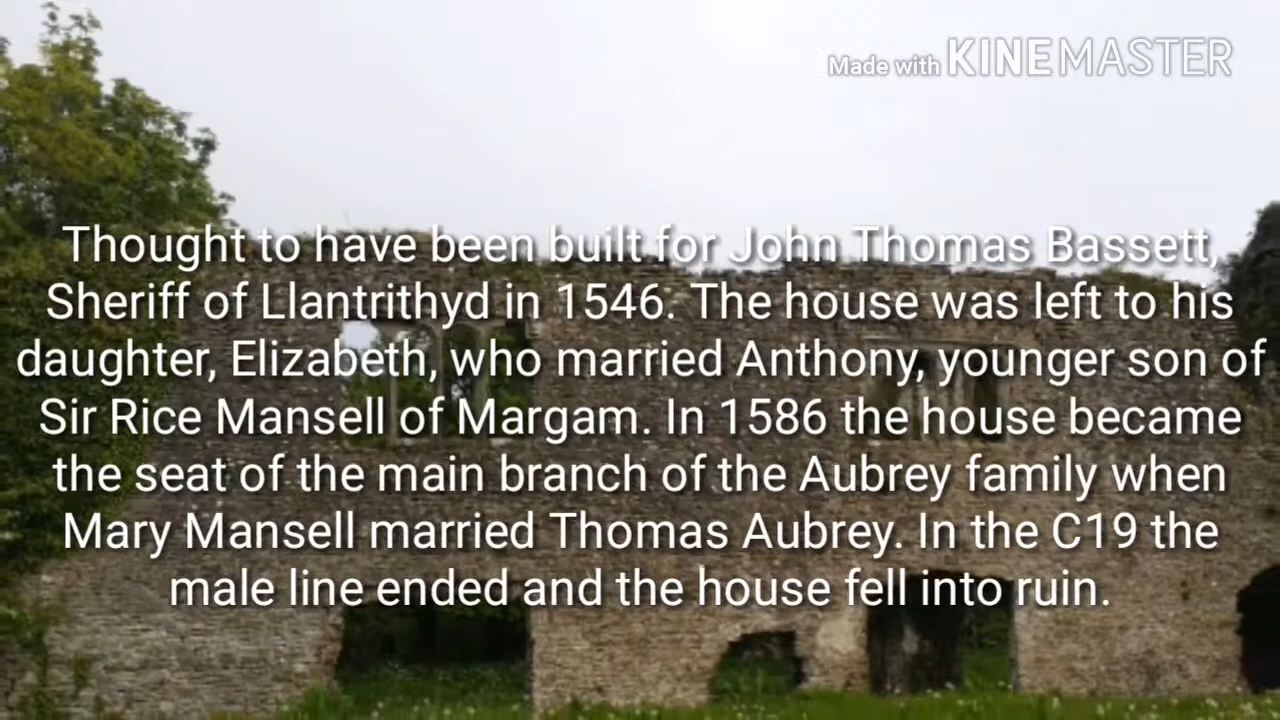 Made with KINEMASTER
Thought to have been built for John Thomas Bassett,
Sheriff of Llantrithyd in 1546. The house was left to his
daughter, Elizabeth, who married Anthony, younger son of
Sir Rice Mansell of Margam. In 1586 the house became
the seat of the main branch of the Aubrey family when
Mary Mansell married Thomas Aubrey. In the C19 the
male line ended and the house fell into ruin.